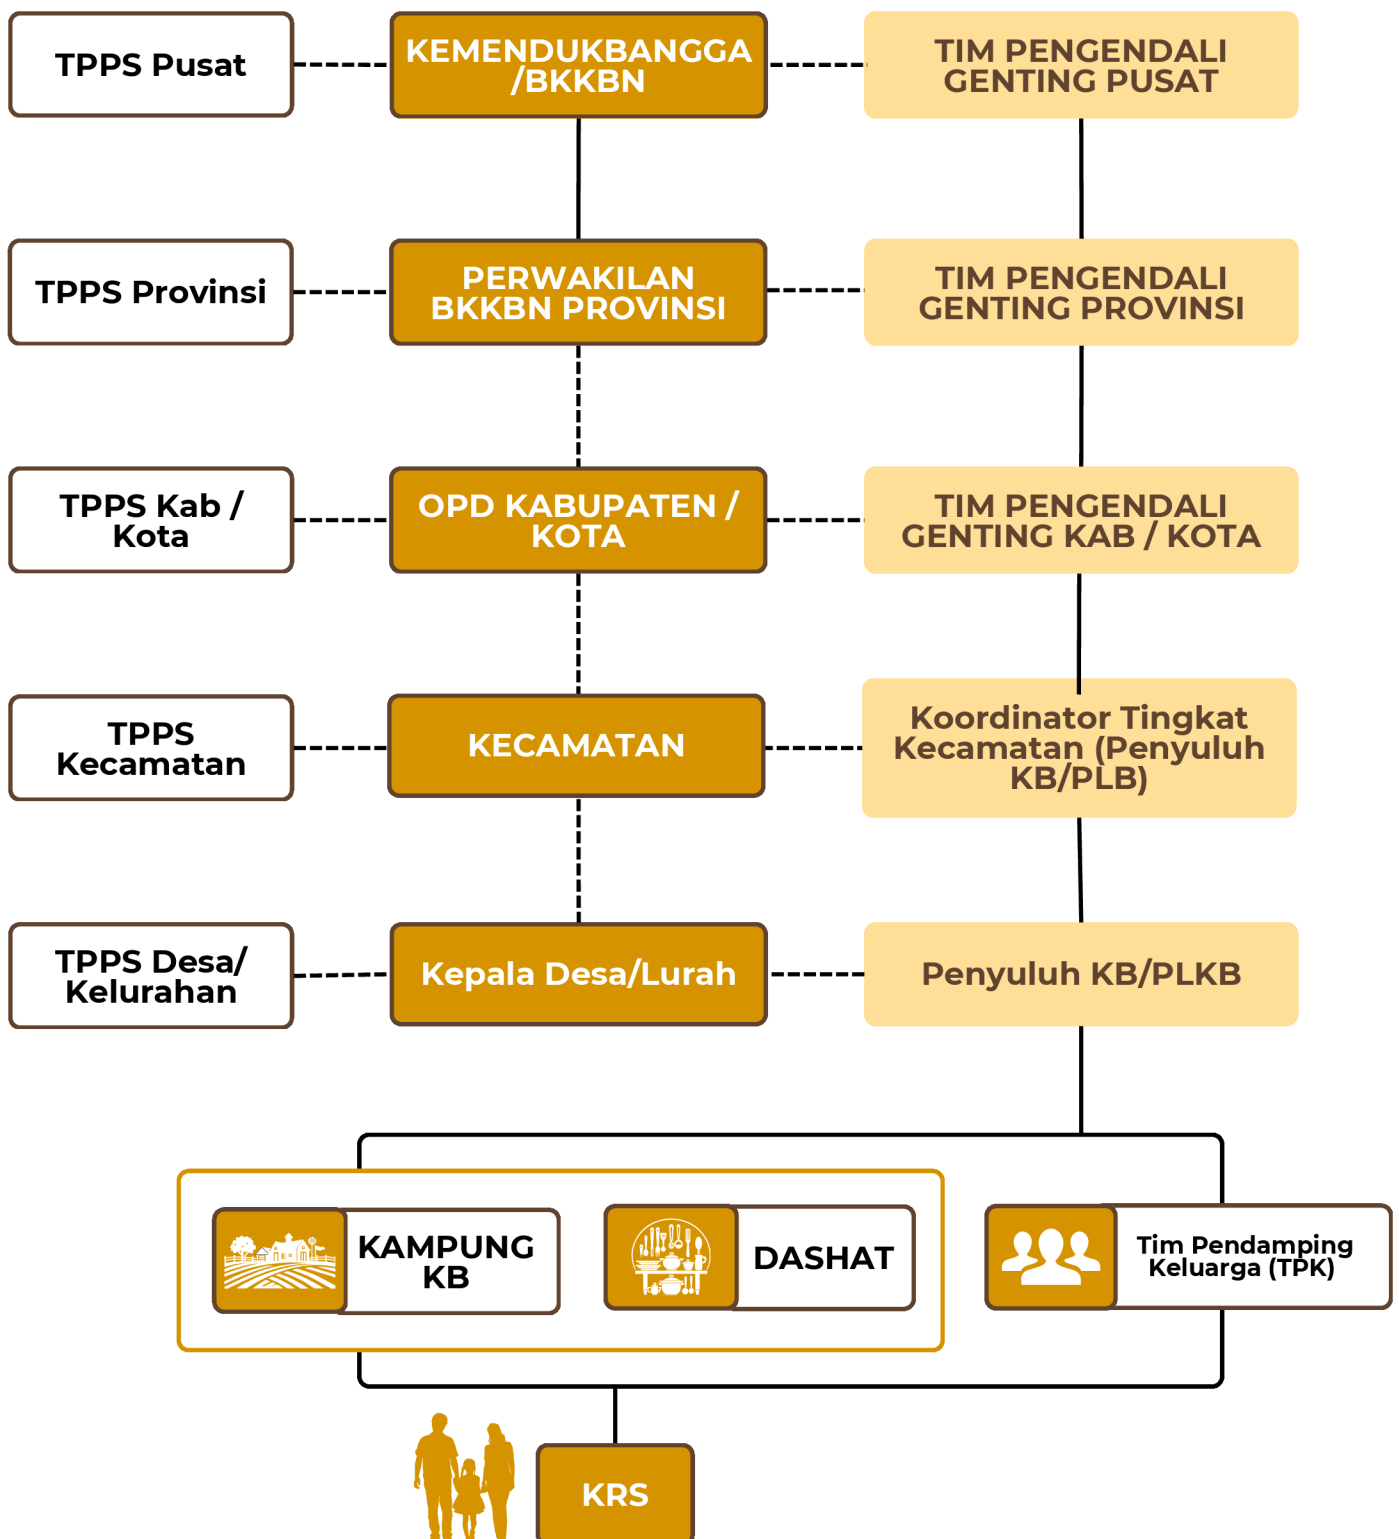 TPPS Pusat
KEMENDUKBANGGA
/BKKBN
TIM PENGENDALI
GENTING PUSAT
TPPS Provinsi
PERWAKILAN
BKKBN PROVINSI
TIM PENGENDALI
GENTING PROVINSI
TPPS Kab /
Kota
OPD KABUPATEN /
KOTA
TIM PENGENDALI
GENTING KAB / KOTA
TPPS
Kecamatan
KECAMATAN
Koordinator Tingkat
Kecamatan (Penyuluh
KB/PLB)
TPPS Desa/
Kelurahan
Kepala Desa/Lurah
Penyuluh KB/PLKB
KAMPUNG
KB
DASHAT
Tim Pendamping
Keluarga (TPK)
KRS